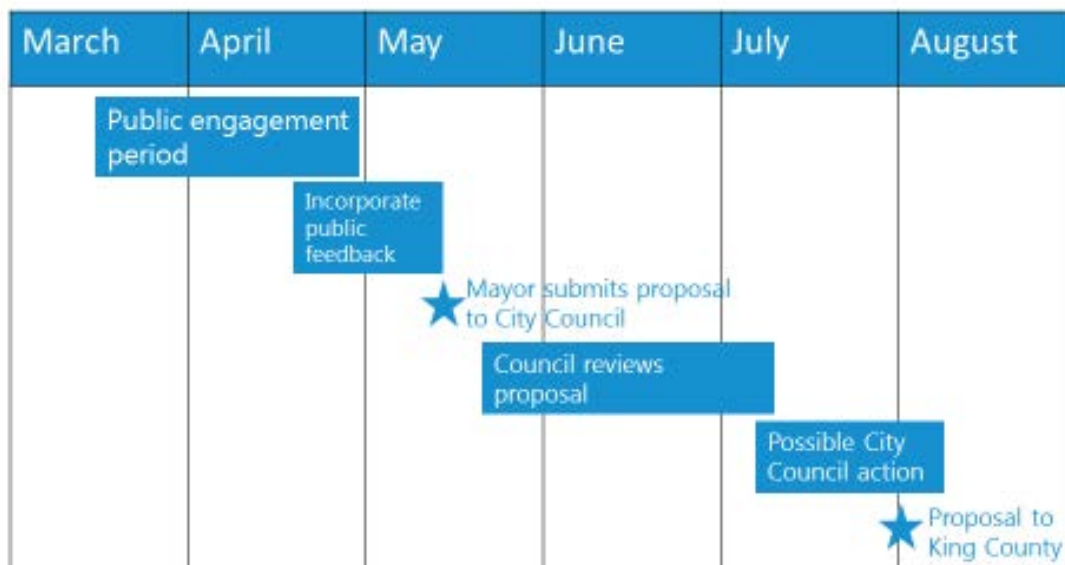 March April May June July August
Public engagement
period
Incorporate
public
feedback
Mayor submits proposal
to City Council
Council reviews
proposal
Possible City
Council action
Proposal to
King County